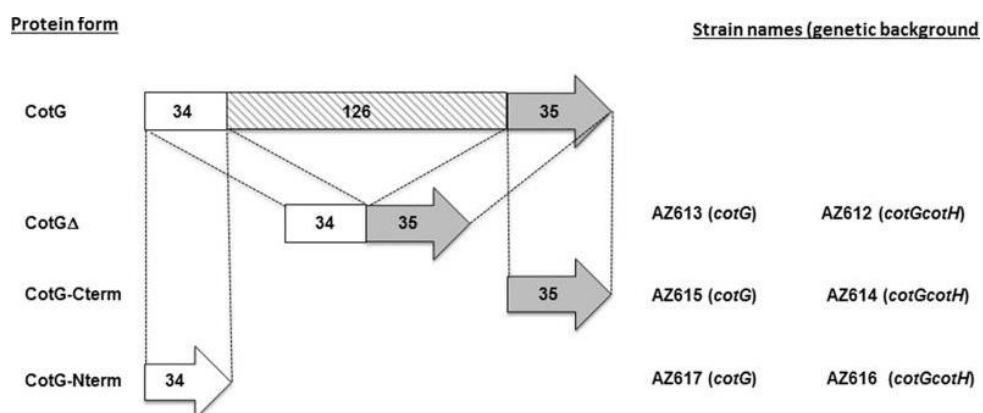 Protein form
Strain names (genetic background
CotG
34
126
35
CotGΔ
34
35
AZ613 (cotG)
AZ612 (cotGcotH)
CotG-Cterm
35
AZ615 (cotG)
AZ614 (cotGcotH)
CotG-Nterm
34
AZ617 (cotG)
AZ616 (cotGcotH)